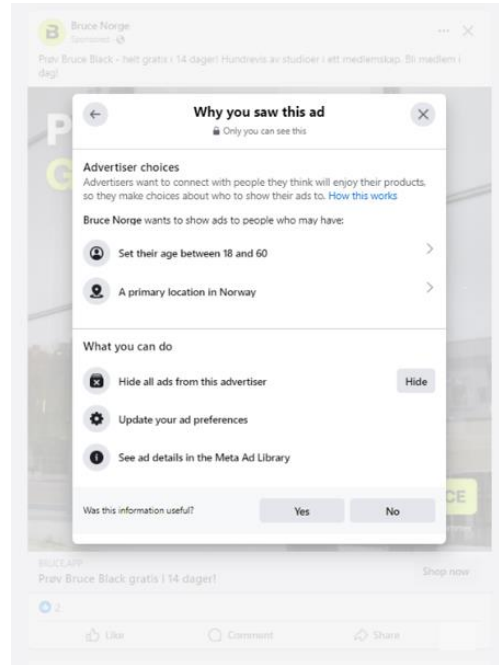 Bruce Norge
Sponsored
Prøv Bruce Black - helt gratis i 14 dager! Hundrevis av studioer i ett medlemskap. Bli medlem i
dag!
Why you saw this ad
Only you can see this
Advertiser choices
Advertisers want to connect with people they think will enjoy their products,
so they make choices about who to show their ads to. How this works
Bruce Norge wants to show ads to people who may have:
Set their age between 18 and 60
A primary location in Norway
What you can do
Hide all ads from this advertiser
Hide
Update your ad preferences
See ad details in the Meta Ad Library
Was this information useful?
Yes
No
BRUCE.APP
Prøv Bruce Black gratis i 14 dager!
Shop now
2
Like
Comment
Share